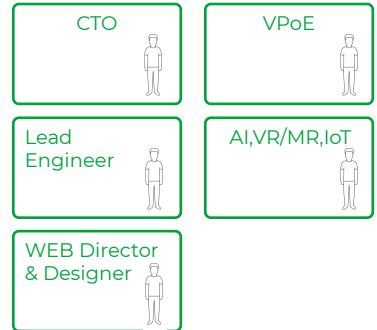 CTO
VPoE
Lead
Engineer
AI,VR/MR,IoT
WEB Director
& Designer